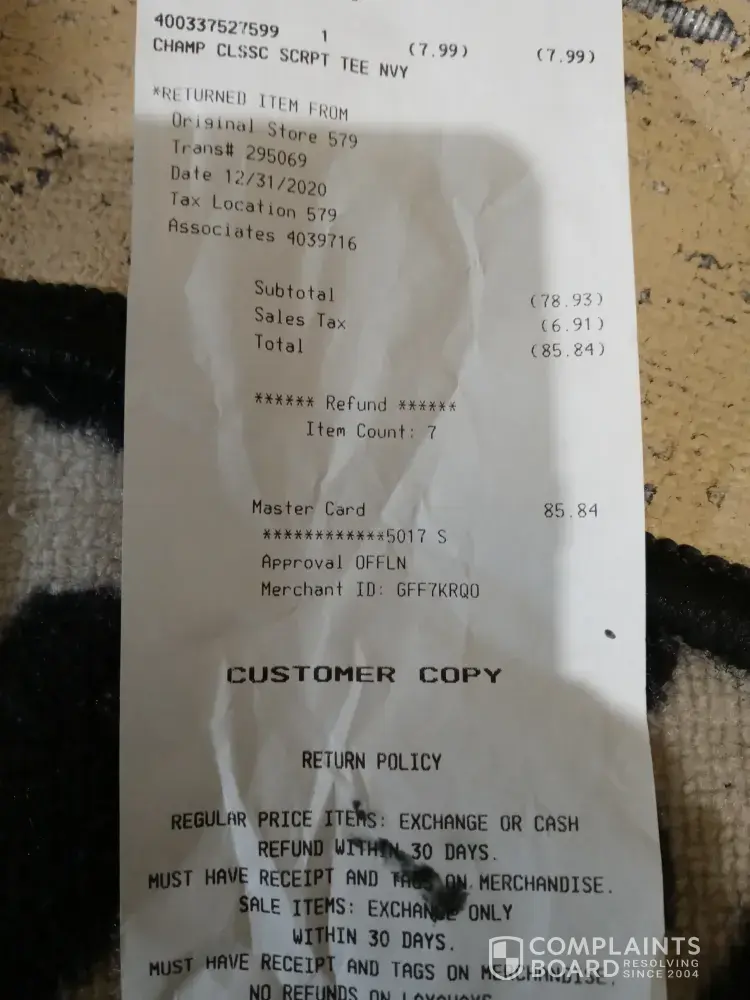 400337527599 1 (7.99) (7.99)
CHAMP CLSSC SCRPT TEE NVY
*RETURNED ITEM FROM
Original Store 579
Trans# 295069
Date 12/31/2020
Tax Location 579
Associates 4039716
Subtotal (78.93)
Sales Tax (6.91)
Total (85.84)
****** Refund ******
Item Count: 7
Master Card 85.84
************5017 S
Approval OFFLN
Merchant ID: GFF7KRQO
CUSTOMER COPY
RETURN POLICY
REGULAR PRICE ITEMS: EXCHANGE OR CASH
REFUND WITHIN 30 DAYS.
MUST HAVE RECEIPT AND TAGS ON MERCHANDISE.
SALE ITEMS: EXCHANGE ONLY
WITHIN 30 DAYS.
MUST HAVE RECEIPT AND TAGS ON MERCHANDISE.
NO REFUNDS ON LAYAWAYS
COMPLAINTS
BOARD RESOLVING
SINCE 2004